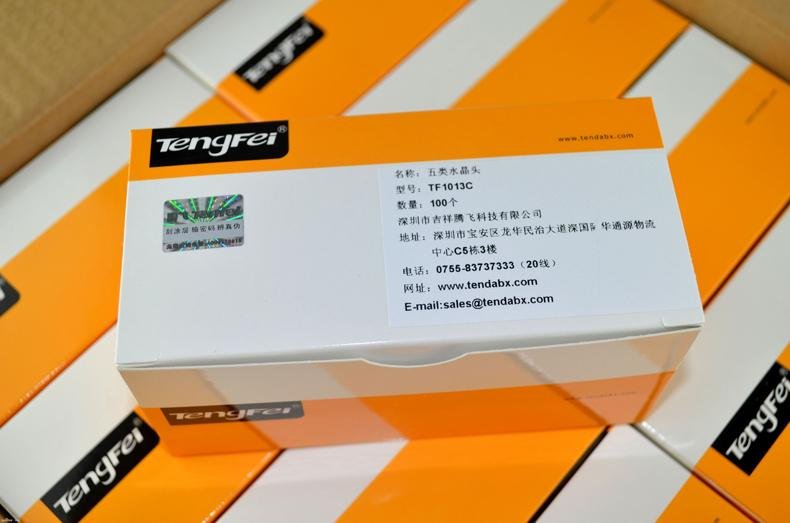 TengFei
TengFei®
www.tendabx.com
名称：五类水晶头
型号：TF1013C
数量：100个
深圳市吉祥腾飞科技有限公司
地址：深圳市宝安区龙华民治大道深国际华通源物流
中心C5栋3楼
电话：0755-83737333（20线）
网址：www.tendabx.com
E-mail:sales@tendabx.com
刮涂层 输密码 辨真伪
TengFei
TengFei
TengFei